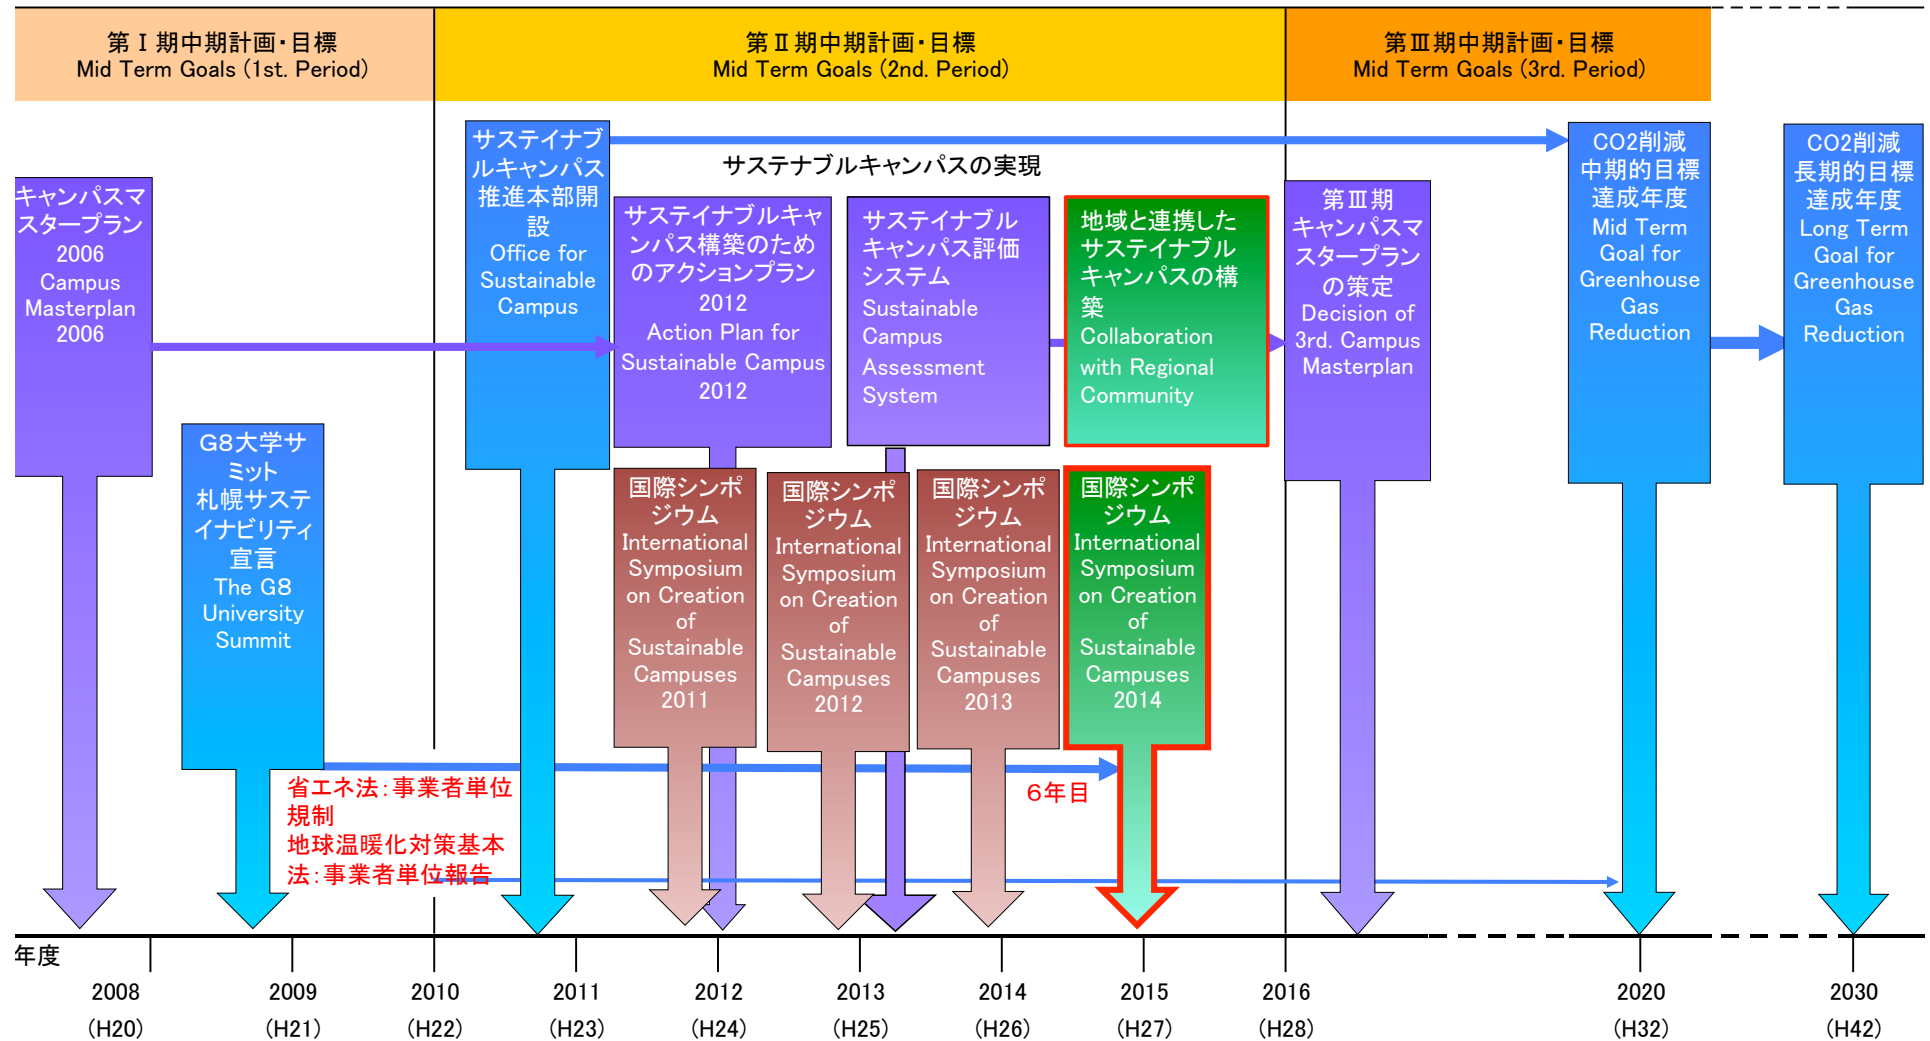 第Ⅰ期中期計画・目標
Mid Term Goals (1st. Period)
第Ⅱ期中期計画・目標
Mid Term Goals (2nd. Period)
第Ⅲ期中期計画・目標
Mid Term Goals (3rd. Period)
キャンパスマ
スタープラン
2006
Campus
Masterplan
2006
G8大学サ
ミット
札幌サステ
イナビリティ
宣言
The G8
University
Summit
サステイナブ
ルキャンパス
推進本部開
設
Office for
Sustainable
Campus
サステナブルキャンパスの実現
サステイナブルキャ
ンパス構築のため
のアクションプラン
2012
Action Plan for
Sustainable Campus
2012
サステイナブル
キャンパス評価
システム
Sustainable
Campus
Assessment
System
地域と連携した
サステイナブル
キャンパスの構
築
Collaboration
with Regional
Community
第Ⅲ期
キャンパスマ
スタープラン
の策定
Decision of
3rd. Campus
Masterplan
CO2削減
中期的目標
達成年度
Mid Term
Goal for
Greenhouse
Gas
Reduction
CO2削減
長期的目標
達成年度
Long Term
Goal for
Greenhouse
Gas
Reduction
国際シンポ
ジウム
International
Symposium
on Creation
of
Sustainable
Campuses
2011
国際シンポ
ジウム
International
Symposium
on Creation
of
Sustainable
Campuses
2012
国際シンポ
ジウム
International
Symposium
on Creation
of
Sustainable
Campuses
2013
国際シンポ
ジウム
International
Symposium
on Creation
of
Sustainable
Campuses
2014
省エネ法：事業者単位
規制
地球温暖化対策基本
法：事業者単位報告
6年目
年度
2008
2009
2010
2011
2012
2013
2014
2015
2016
2020
2030
(H20)
(H21)
(H22)
(H23)
(H24)
(H25)
(H26)
(H27)
(H28)
(H32)
(H42)